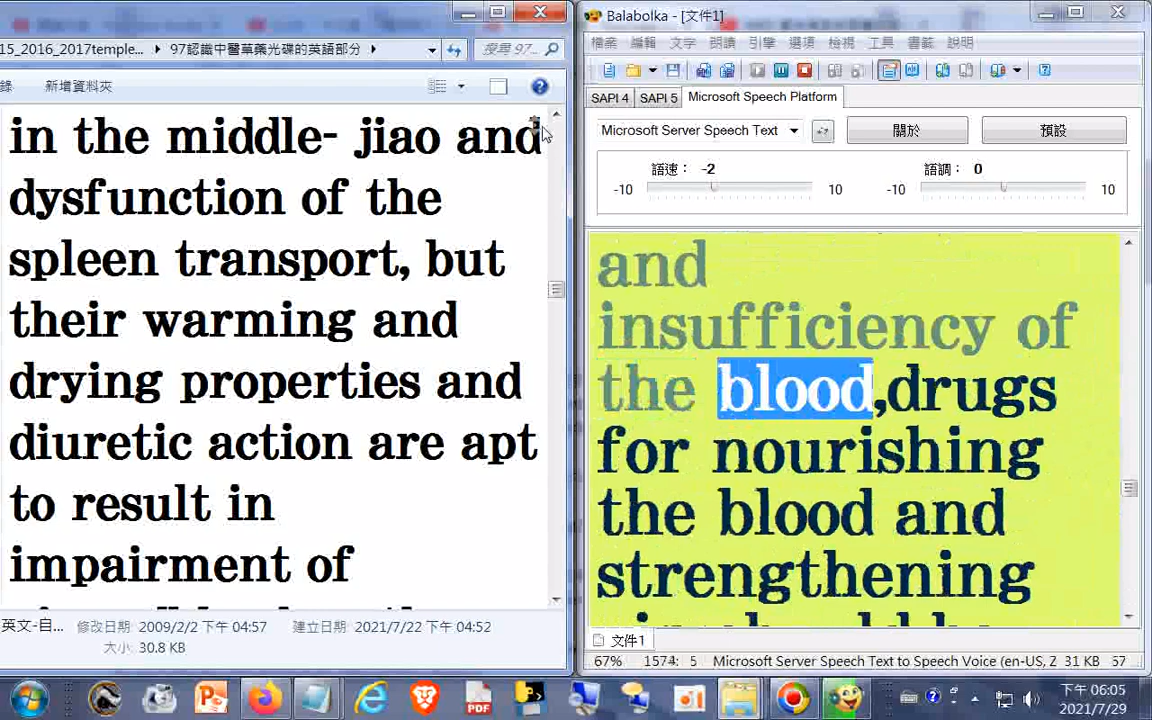 15_2016_2017temple...
97認識中醫草藥光碟的英語部分
搜尋 97...
錄
新增資料夾
in the middle- jiao and
dysfunction of the
spleen transport, but
their warming and
drying properties and
diuretic action are apt
to result in
impairment of
英文-自...
修改日期: 2009/2/2 下午 04:57
建立日期: 2021/7/22 下午 04:52
大小: 30.8 KB
Balabolka - [文件1]
檔案 編輯 文字 朗讀 引擎 選項 檢視 工具 書籤 說明
SAPI 4 SAPI 5 Microsoft Speech Platform
Microsoft Server Speech Text
關於
預設
語速： -2
語調： 0
-10 10 -10 10
and
insufficiency of
the blood,drugs
for nourishing
the blood and
strengthening
文件1
67% 1574: 5 Microsoft Server Speech Text to Speech Voice (en-US, 2 31 KB 57
PDF
下午 06:05
2021/7/29